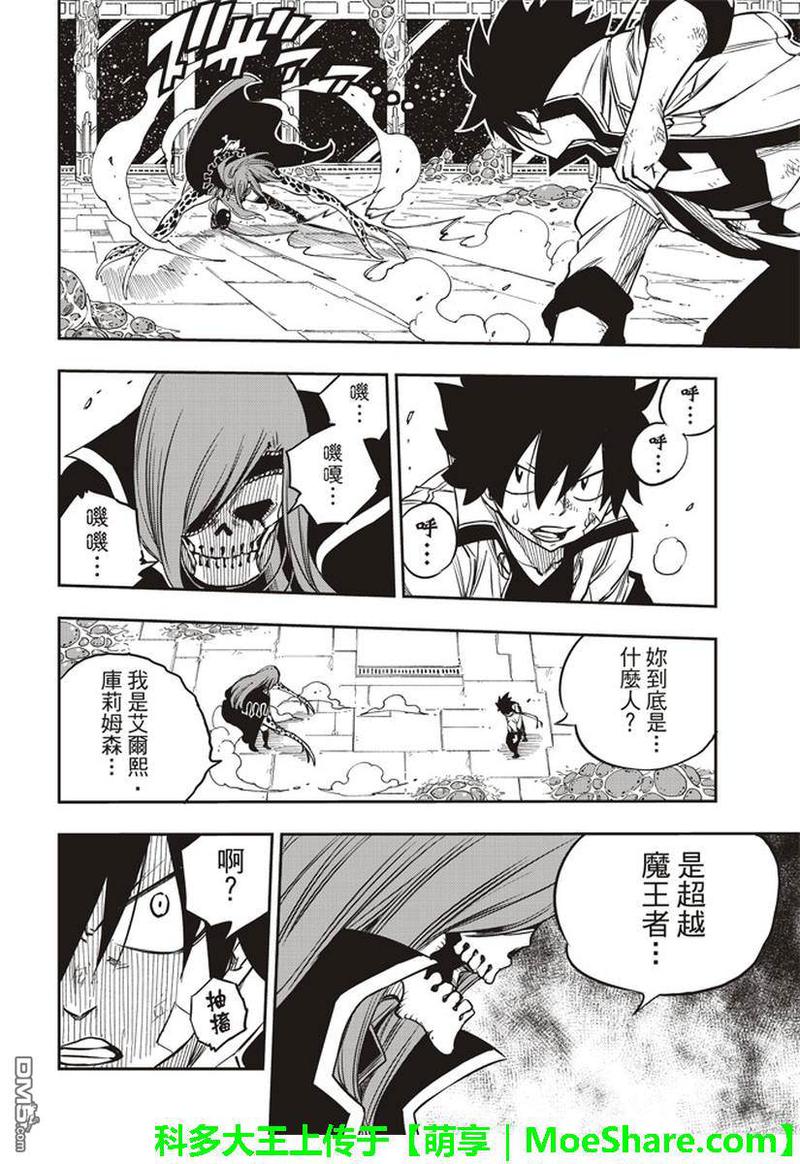 ズザザァァ
呼…
呼…
呼…
嘰…
嘰嘎…
嘰嘰…
妳到底是…
什麼人？
我是艾爾熙．
庫莉姆森…
是超越
魔王者…
啊？
抽搐
DM5.com
科多大王上传于【萌享｜MoeShare.com】